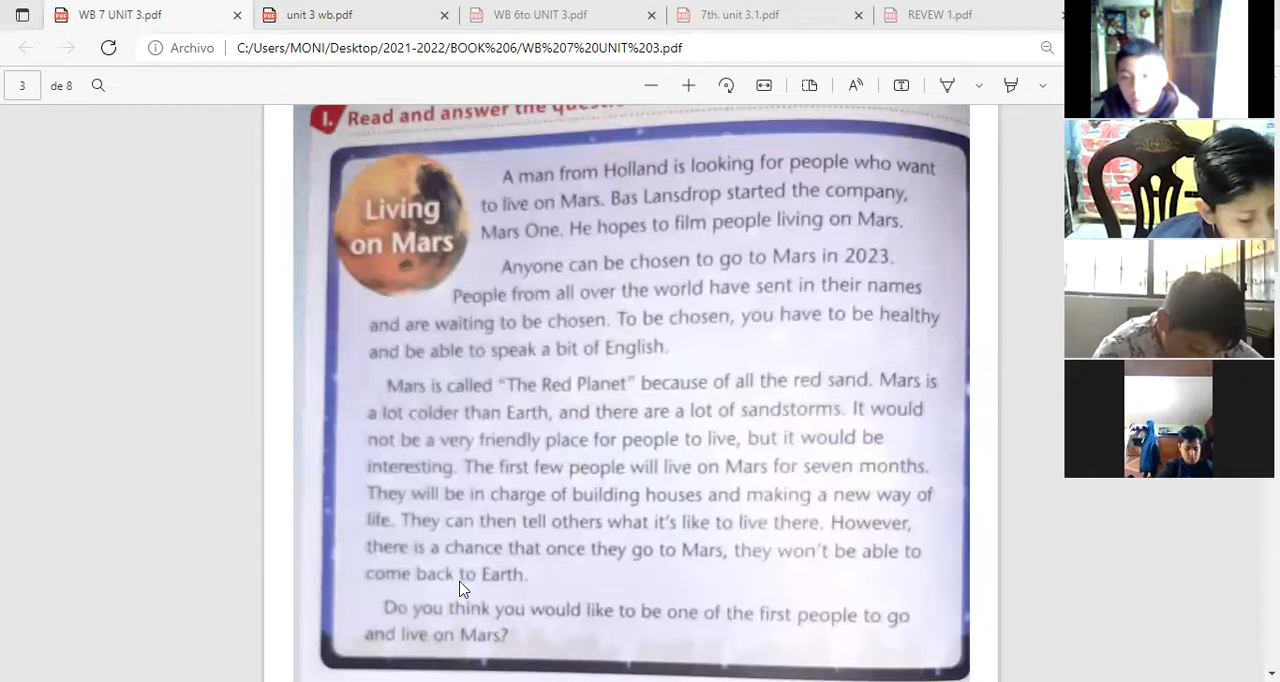 WB 7 UNIT 3.pdf
unit 3 wb.pdf
WB 6to UNIT 3.pdf
7th. unit 3.1.pdf
REVEW 1.pdf
Archivo
C:/Users/MONI/Desktop/2021-2022/BOOK%206/WB%207%20UNIT%203.pdf
3 de 8
I. Read and answer the
Living
on Mars
A man from Holland is looking for people who want
to live on Mars. Bas Lansdrop started the company,
Mars One. He hopes to film people living on Mars.
Anyone can be chosen to go to Mars in 2023.
People from all over the world have sent in their names
and are waiting to be chosen. To be chosen, you have to be healthy
and be able to speak a bit of English.
Mars is called "The Red Planet" because of all the red sand. Mars is
a lot colder than Earth, and there are a lot of sandstorms. It would
not be a very friendly place for people to live, but it would be
interesting. The first few people will live on Mars for seven months.
They will be in charge of building houses and making a new way of
life. They can then tell others what it's like to live there. However,
there is a chance that once they go to Mars, they won't be able to
come back to Earth.
Do you think you would like to be one of the first people to go
and live on Mars?